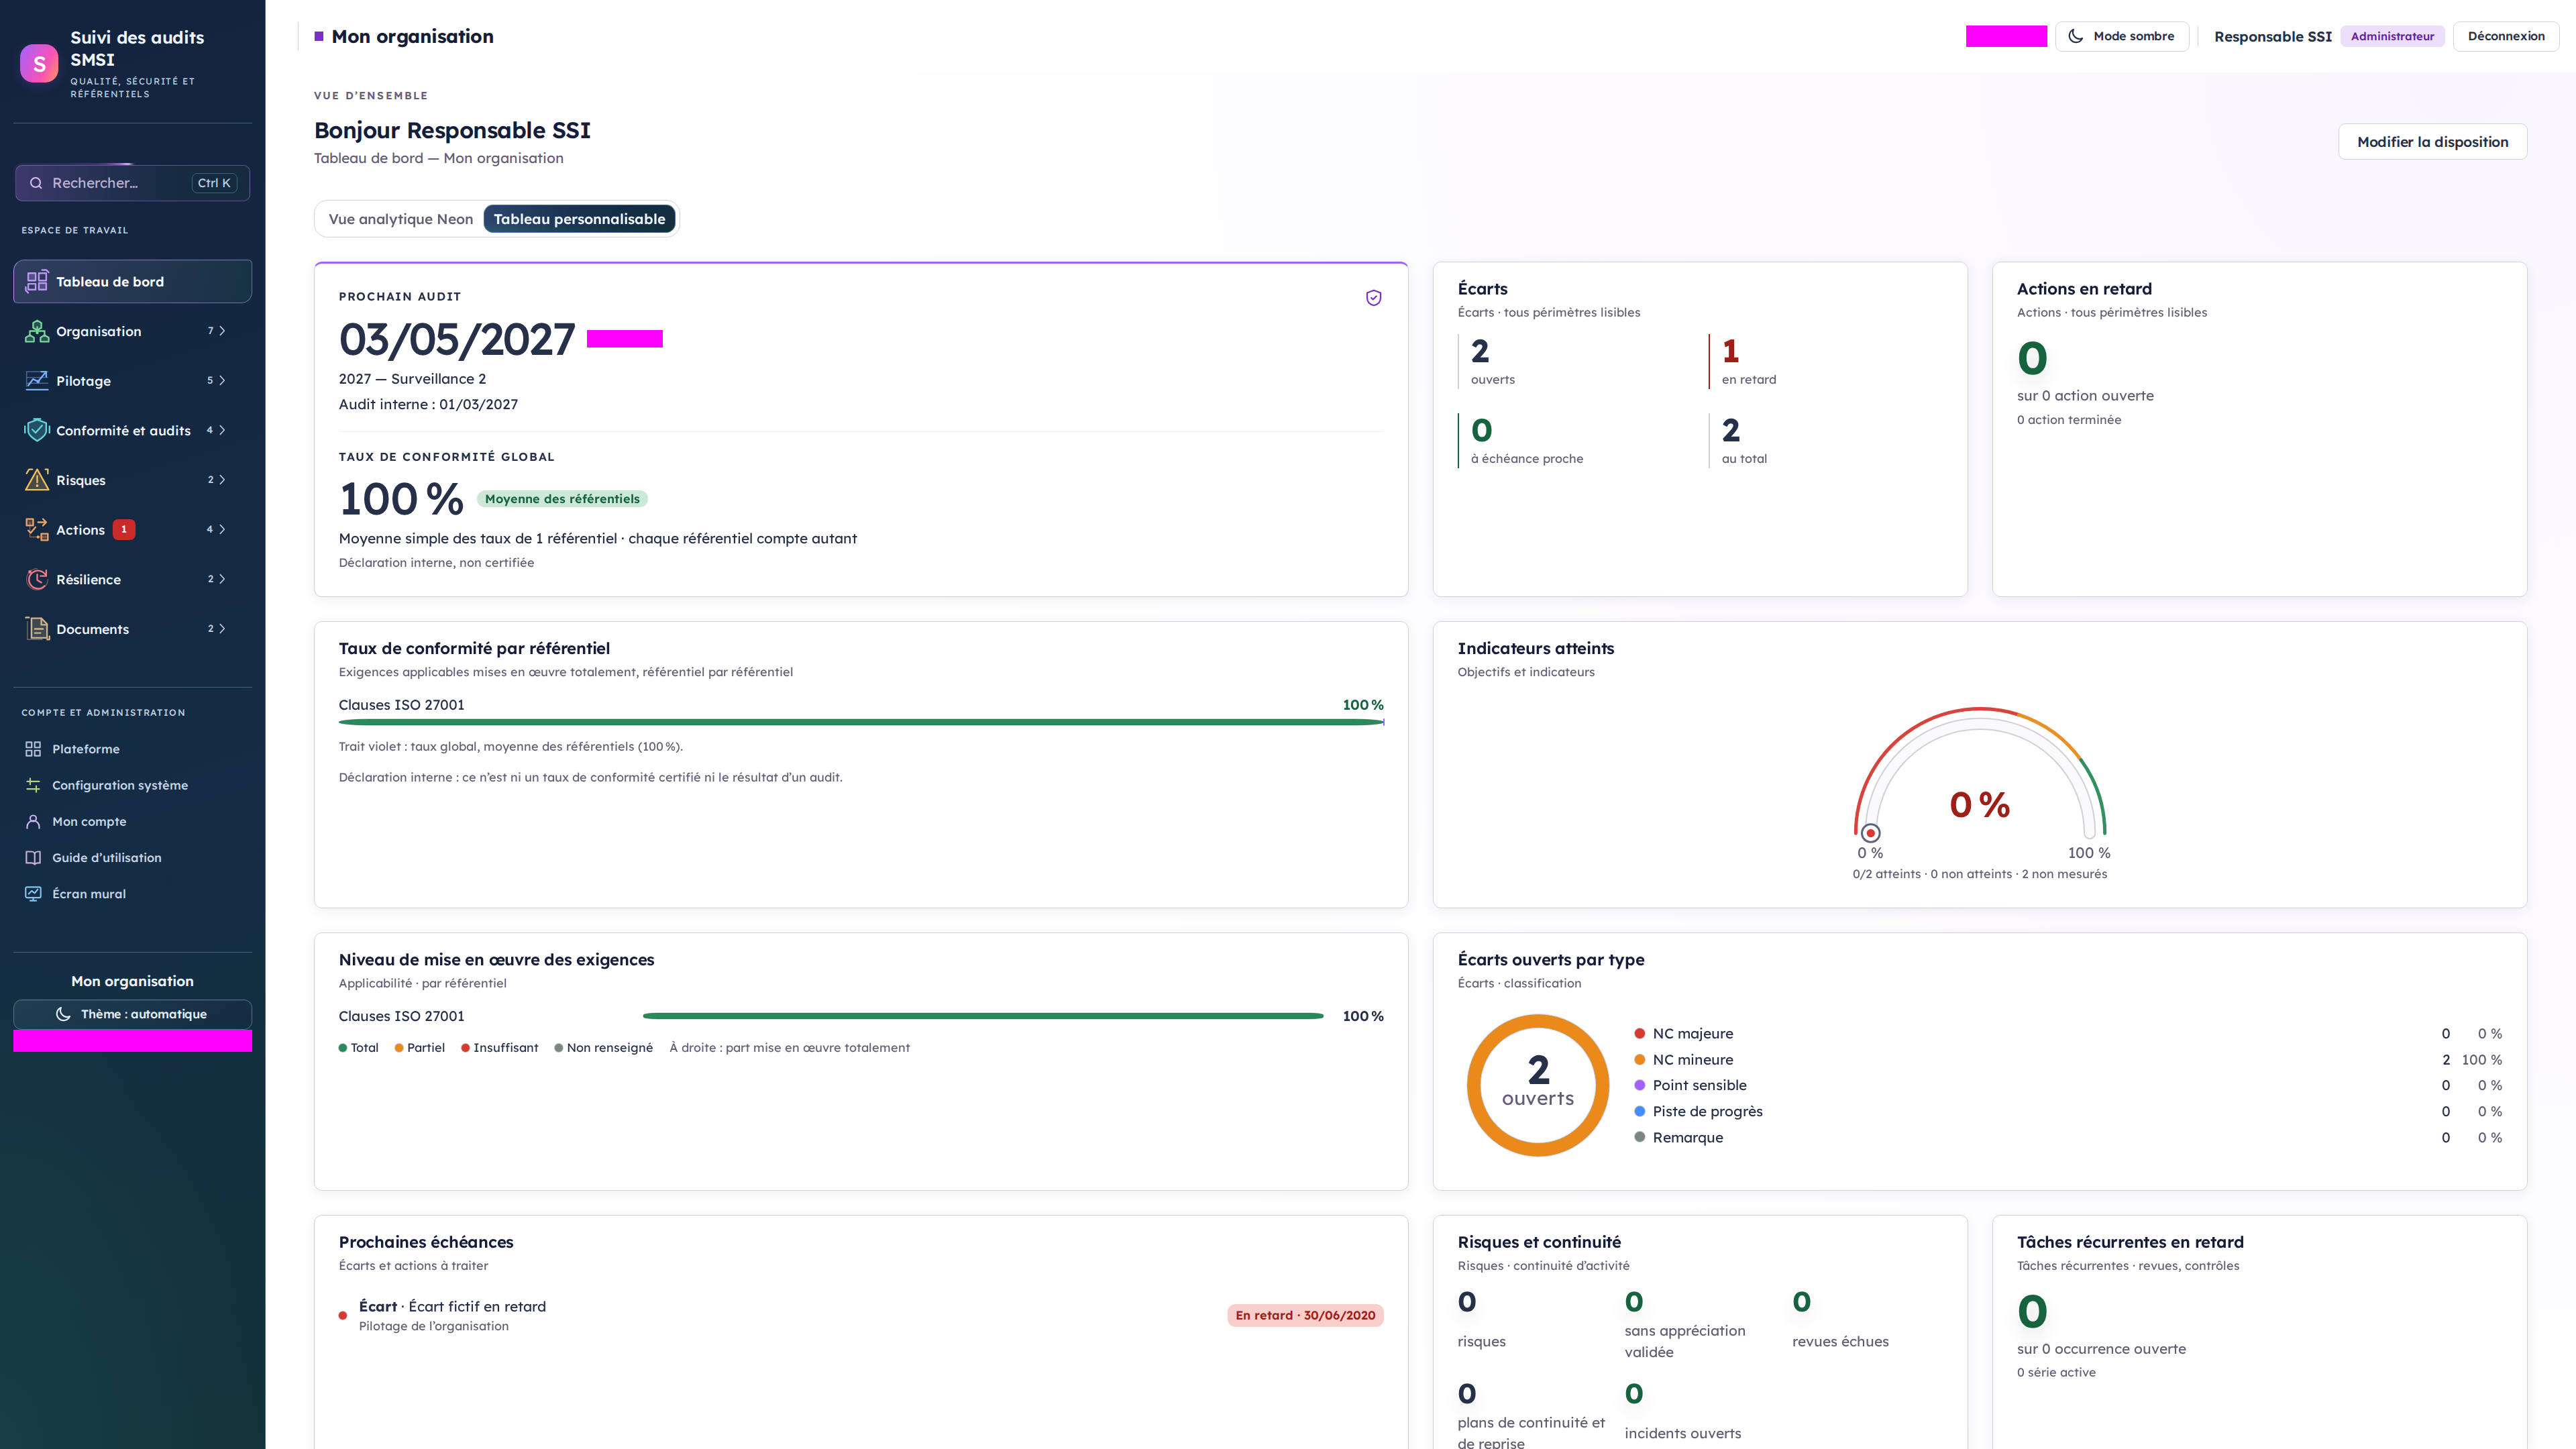 S
Suivi des audits
SMSI
QUALITÉ, SÉCURITÉ ET
RÉFÉRENTIELS
Rechercher...
Ctrl K
ESPACE DE TRAVAIL
Tableau de bord
Organisation 7
Pilotage 5
Conformité et audits 4
Risques 2
Actions 1 4
Résilience 2
Documents 2
COMPTE ET ADMINISTRATION
Plateforme
Configuration système
Mon compte
Guide d’utilisation
Écran mural
Mon organisation
Thème : automatique
Mon organisation
Mode sombre
Responsable SSI
Administrateur
Déconnexion
VUE D'ENSEMBLE
Bonjour Responsable SSI
Tableau de bord — Mon organisation
Modifier la disposition
Vue analytique Neon
Tableau personnalisable
PROCHAIN AUDIT
03/05/2027
2027 — Surveillance 2
Audit interne : 01/03/2027
TAUX DE CONFORMITÉ GLOBAL
100 % Moyenne des référentiels
Moyenne simple des taux de 1 référentiel · chaque référentiel compte autant
Déclaration interne, non certifiée
Écarts
Écarts · tous périmètres lisibles
2
ouverts
1
en retard
0
à échéance proche
2
au total
Actions en retard
Actions · tous périmètres lisibles
0
sur 0 action ouverte
0 action terminée
Taux de conformité par référentiel
Exigences applicables mises en œuvre totalement, référentiel par référentiel
Clauses ISO 27001 100 %
Trait violet : taux global, moyenne des référentiels (100 %).
Déclaration interne : ce n’est ni un taux de conformité certifié ni le résultat d’un audit.
Indicateurs atteints
Objectifs et indicateurs
0 %
0 % 100 %
0/2 atteints · 0 non atteints · 2 non mesurés
Niveau de mise en œuvre des exigences
Applicabilité · par référentiel
Clauses ISO 27001 100 %
Total Partiel Insuffisant Non renseigné À droite : part mise en œuvre totalement
Écarts ouverts par type
Écarts · classification
2
ouverts
NC majeure 0 0 %
NC mineure 2 100 %
Point sensible 0 0 %
Piste de progrès 0 0 %
Remarque 0 0 %
Prochaines échéances
Écarts et actions à traiter
Écart · Écart fictif en retard
Pilotage de l’organisation
En retard · 30/06/2020
Risques et continuité
Risques · continuité d’activité
0
risques
0
sans appréciation
validée
0
revues échues
0
plans de continuité et
de reprise
0
incidents ouverts
Tâches récurrentes en retard
Tâches récurrentes · revues, contrôles
0
sur 0 occurrence ouverte
0 série active